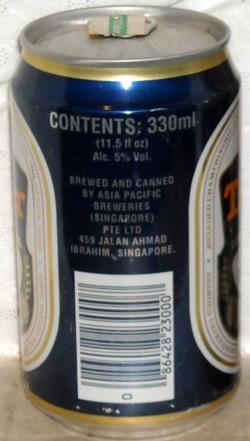 CONTENTS: 330ml
(11.5 fl oz)
Alc. 5% Vol.
BREWED AND CANNED
BY ASIA PACIFIC
BREWERIES
(SINGAPORE)
PTE LTD
459 JALAN AHMAD
IBRAHIM, SINGAPORE.
0 86428 23000